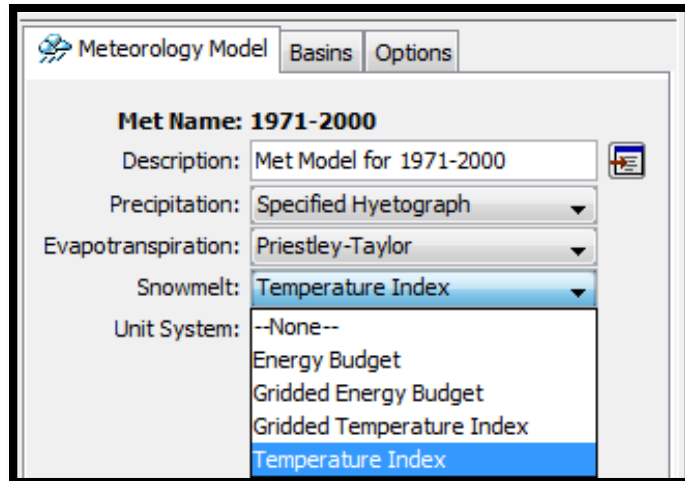 Meteorology Model Basins Options
Met Name: 1971-2000
Description: Met Model for 1971-2000
Precipitation: Specified Hyetograph
Evapotranspiration: Priestley-Taylor
Snowmelt: Temperature Index
Unit System: --None--
Energy Budget
Gridded Energy Budget
Gridded Temperature Index
Temperature Index